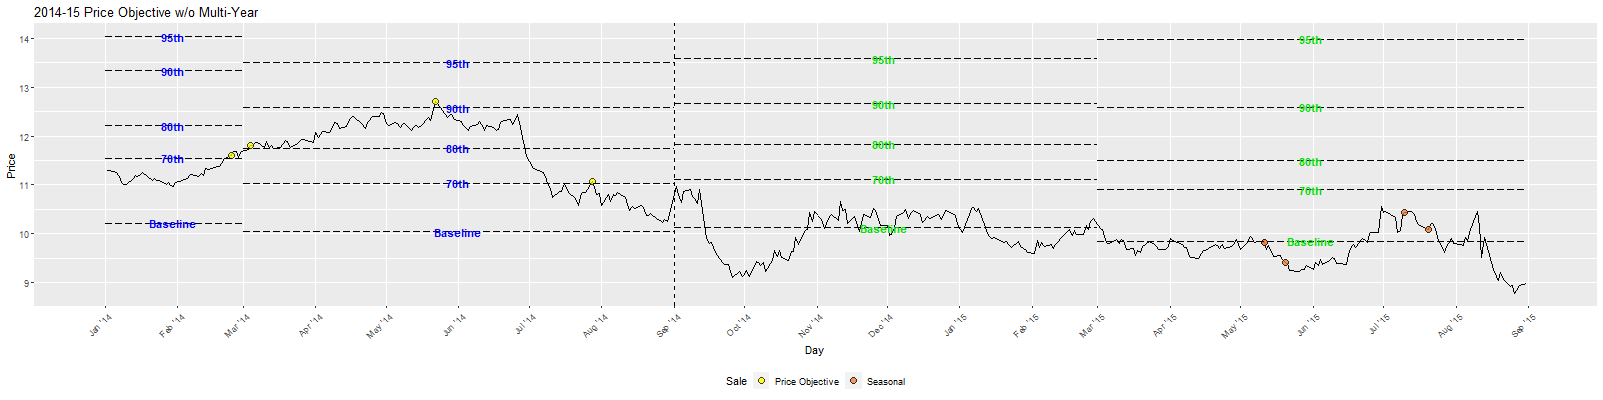 2014-15 Price Objective w/o Multi-Year
95th
90th
80th
70th
Baseline
95th
90th
80th
70th
Baseline
95th
90th
80th
70th
Baseline
95th
90th
80th
70th
Baseline
Price
14
13
12
11
10
9
Jan '14
Feb '14
Mar '14
Apr '14
May '14
Jun '14
Jul '14
Aug '14
Sep '14
Oct '14
Nov '14
Dec '14
Jan '15
Feb '15
Mar '15
Apr '15
May '15
Jun '15
Jul '15
Aug '15
Sep '15
Day
Sale Price Objective Seasonal